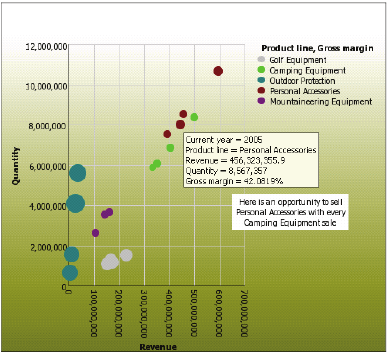 Product line, Gross margin
Golf Equipment
Camping Equipment
Outdoor Protection
Personal Accessories
Mountaineering Equipment
12,000,000
10,000,000
8,000,000
6,000,000
4,000,000
2,000,000
0
Quantity
Current year = 2005
Product line = Personal Accessories
Revenue = 456,323,355.9
Quantity = 8,567,357
Gross margin = 42.0819%
Here is an opportunity to sell
Personal Accessories with every
Camping Equipment sale
0
100,000,000
200,000,000
300,000,000
400,000,000
500,000,000
600,000,000
700,000,000
Revenue